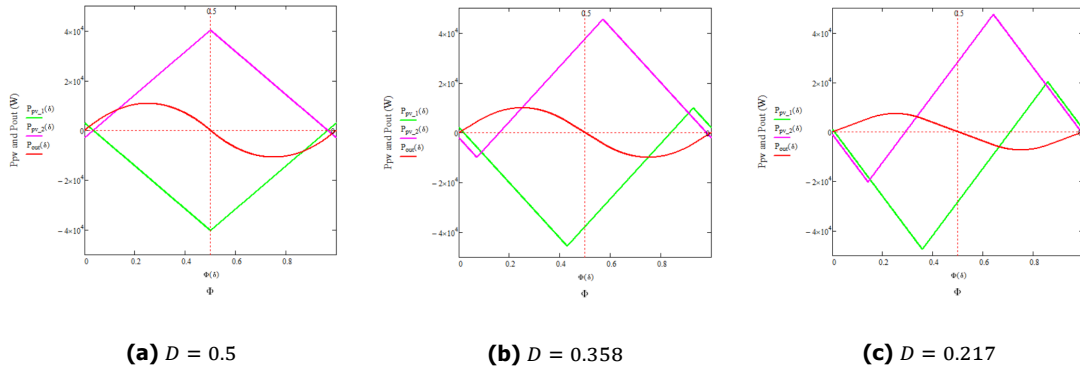 0.5
4×10⁴
2×10⁴
0
− 2×10⁴
− 4×10⁴
Ppv and Pout (W)
Ppv_1(δ)
Ppv_2(δ)
Pout(δ)
0 0.2 0.4 0.6 0.8
Φ(δ)
Φ
(a) D = 0.5
0.5
4×10⁴
2×10⁴
0
− 2×10⁴
− 4×10⁴
Ppv and Pout (W)
Ppv_1(δ)
Ppv_2(δ)
Pout(δ)
0 0.2 0.4 0.6 0.8
Φ(δ)
Φ
(b) D = 0.358
0.5
4×10⁴
2×10⁴
0
− 2×10⁴
− 4×10⁴
Ppv and Pout (W)
Ppv_1(δ)
Ppv_2(δ)
Pout(δ)
0 0.2 0.4 0.6 0.8
Φ(δ)
Φ
(c) D = 0.217